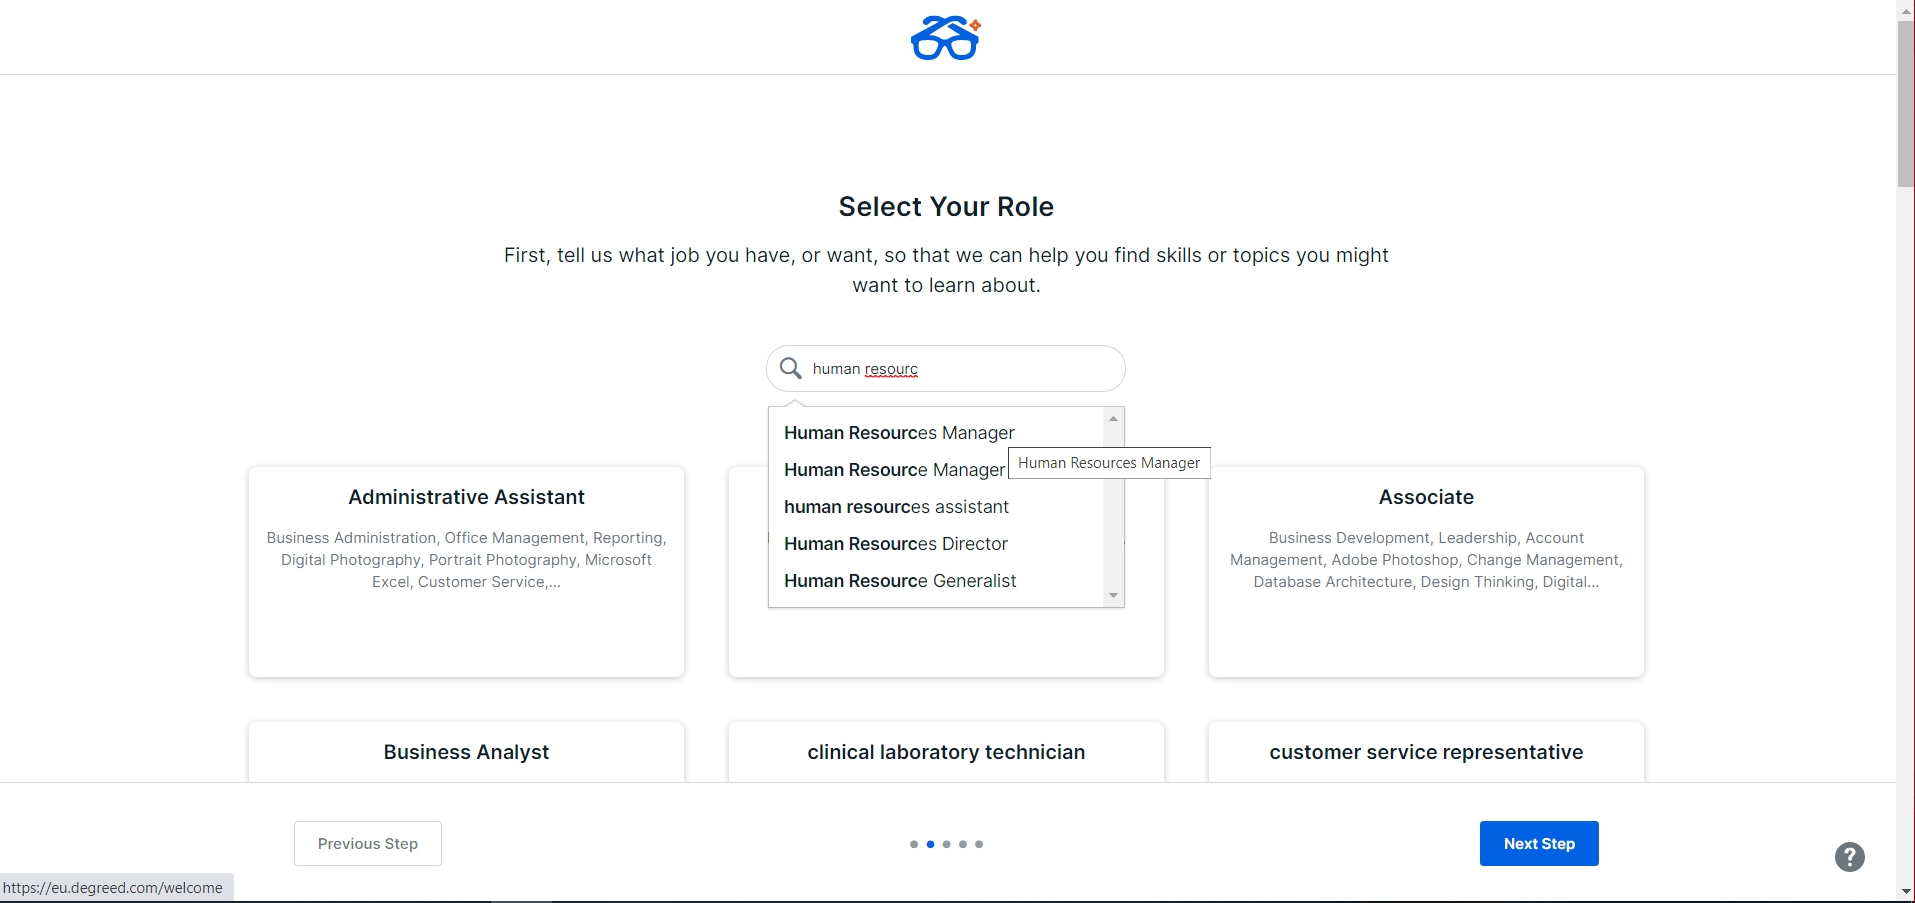 Select Your Role
First, tell us what job you have, or want, so that we can help you find skills or topics you might
want to learn about.
human resourc
Human Resources Manager
Human Resource Manager
human resources assistant
Human Resources Director
Human Resource Generalist
Human Resources Manager
Administrative Assistant
Business Administration, Office Management, Reporting,
Digital Photography, Portrait Photography, Microsoft
Excel, Customer Service,...
Associate
Business Development, Leadership, Account
Management, Adobe Photoshop, Change Management,
Database Architecture, Design Thinking, Digital...
Business Analyst
clinical laboratory technician
customer service representative
Previous Step
Next Step
?
https://eu.degreed.com/welcome